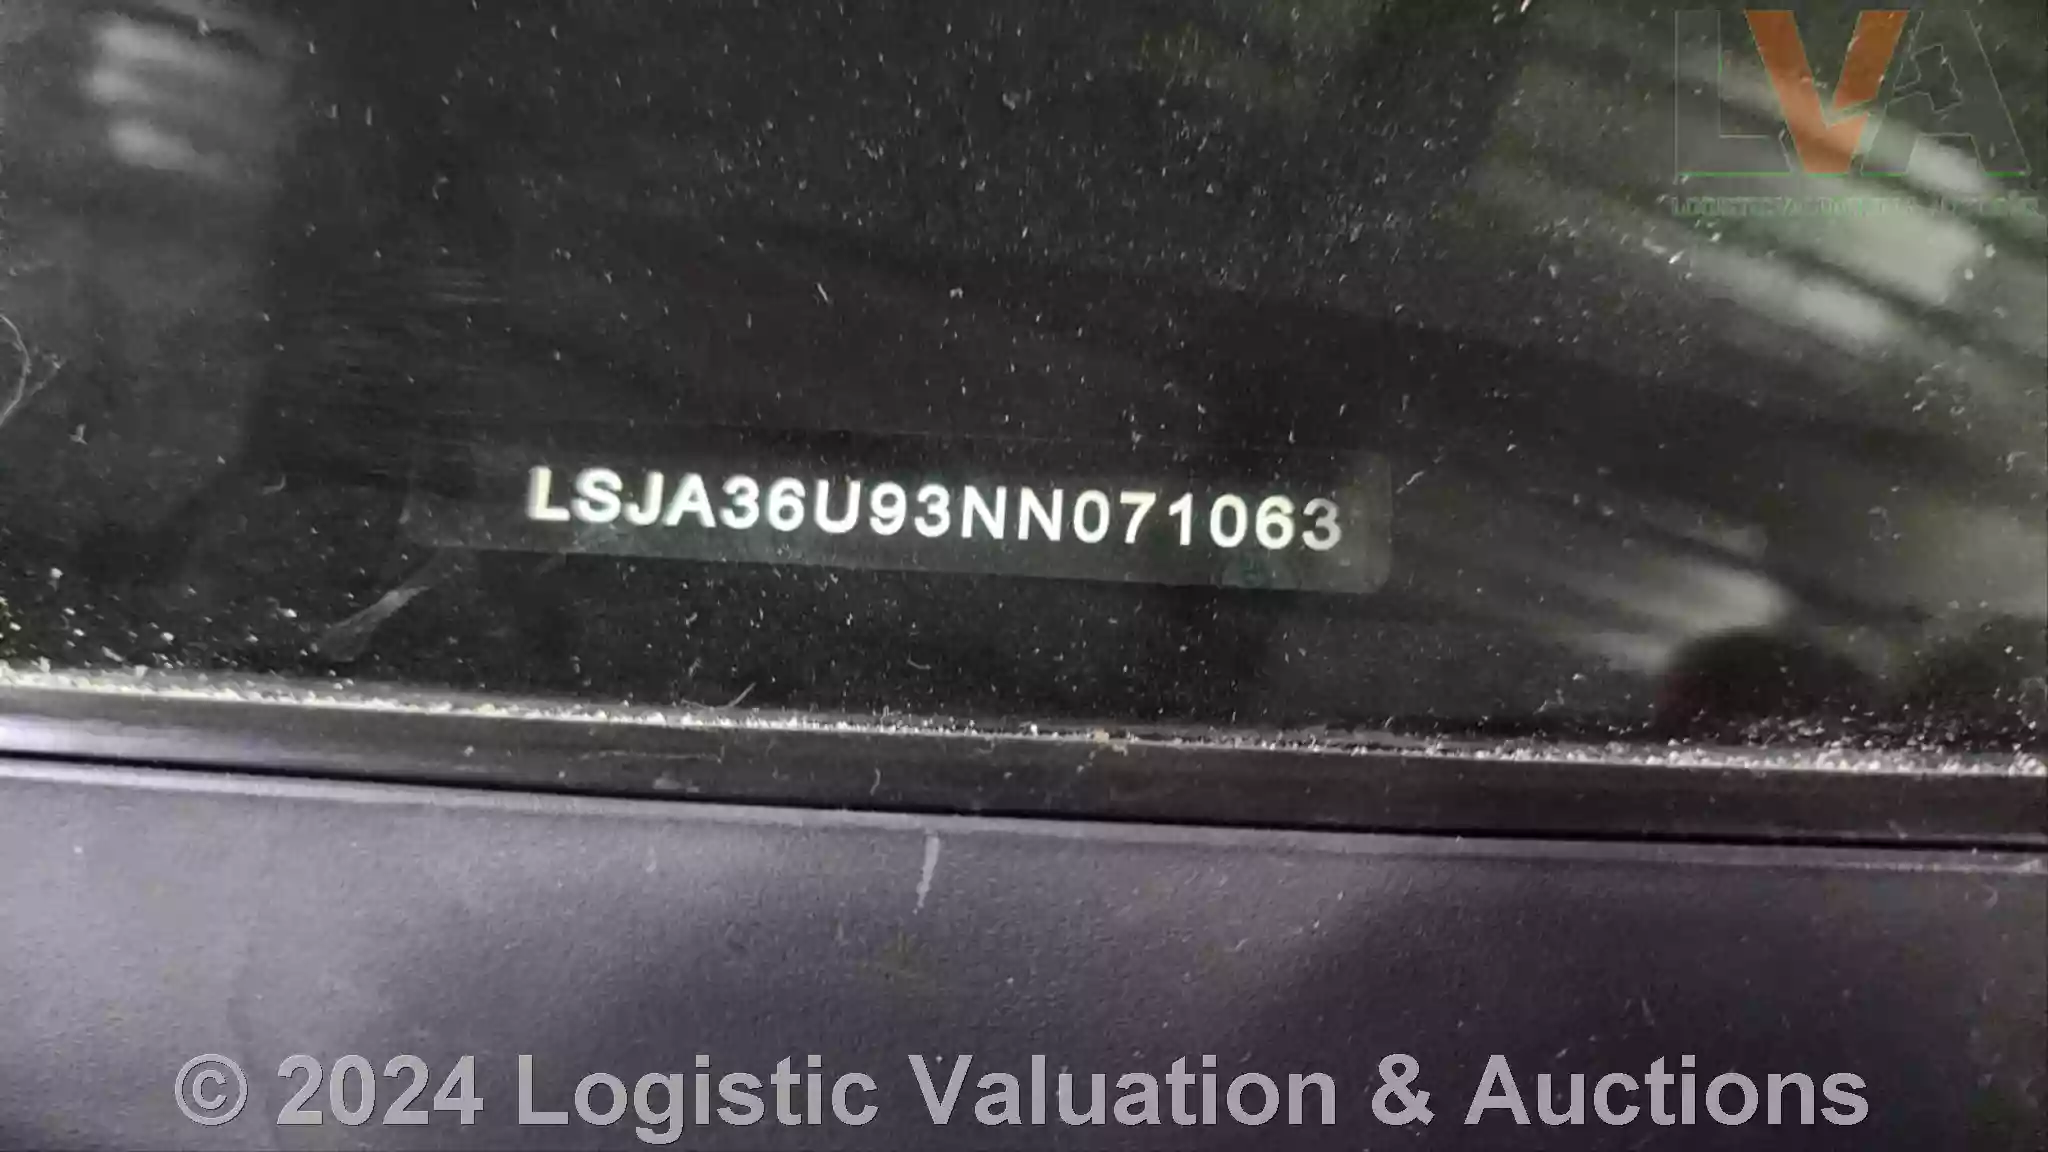 LVA
LSJA36U93NN071063
© 2024 Logistic Valuation & Auctions